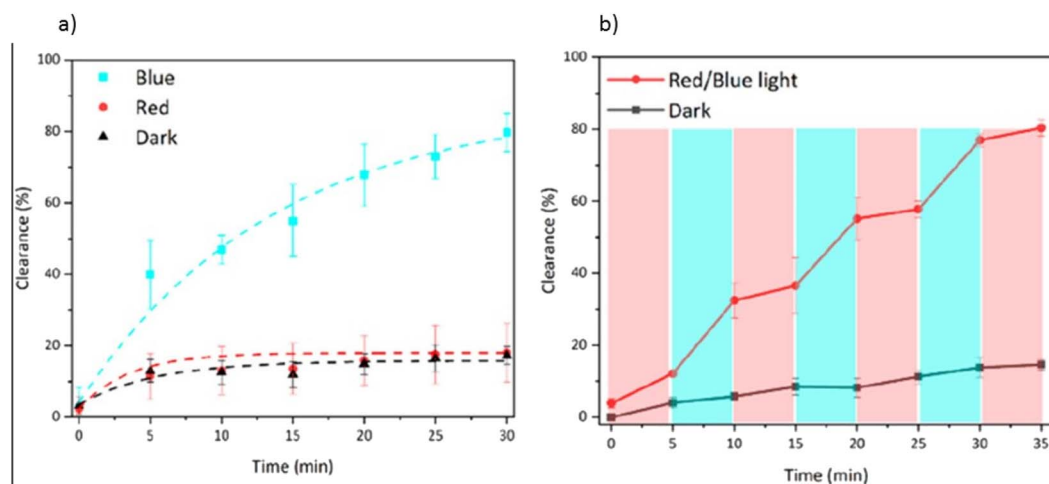 a)
100
80
60
40
20
0
Clearance (%)
Blue
Red
Dark
0 5 10 15 20 25 30
Time (min)
b)
100
80
60
40
20
0
Clearance (%)
Red/Blue light
Dark
0 5 10 15 20 25 30 35
Time (min)